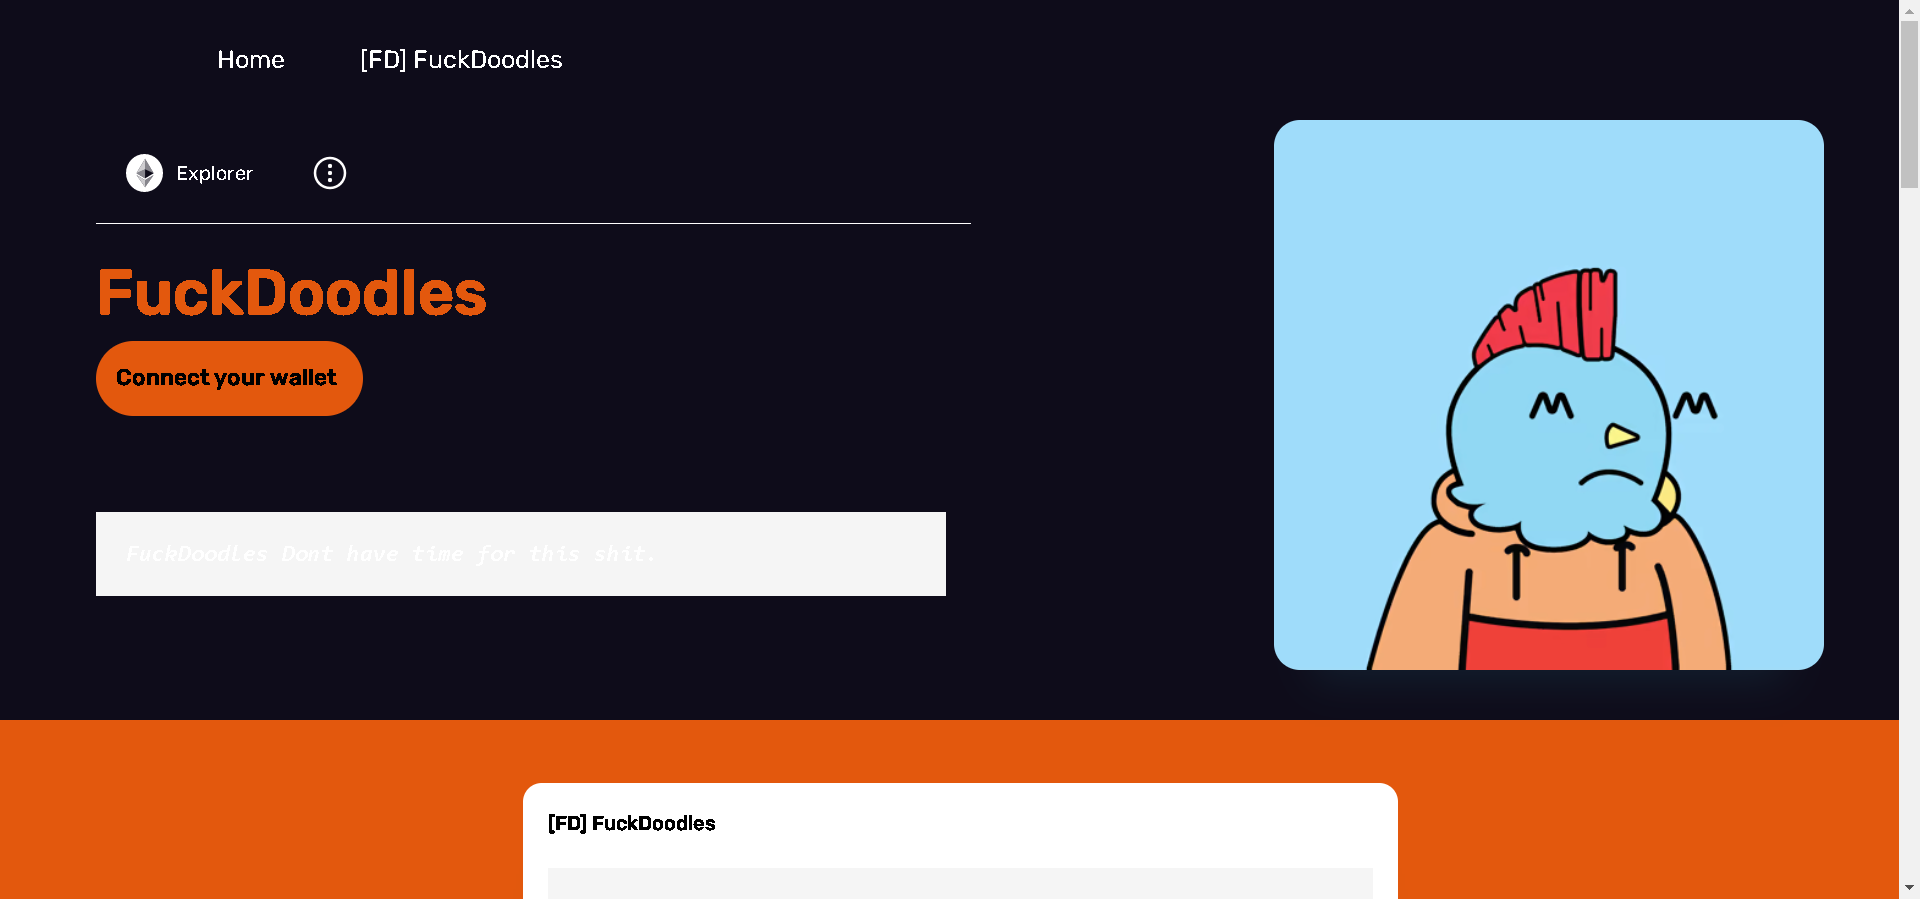 Home
[FD] FuckDoodles
Explorer
FuckDoodles
Connect your wallet
FuckDoodles Dont have time for this shit.
[FD] FuckDoodles